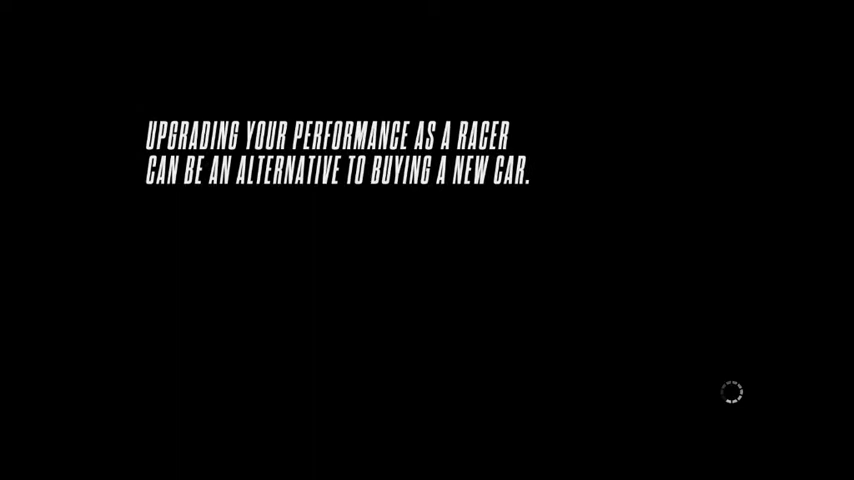 UPGRADING YOUR PERFORMANCE AS A RACER
CAN BE AN ALTERNATIVE TO BUYING A NEW CAR.